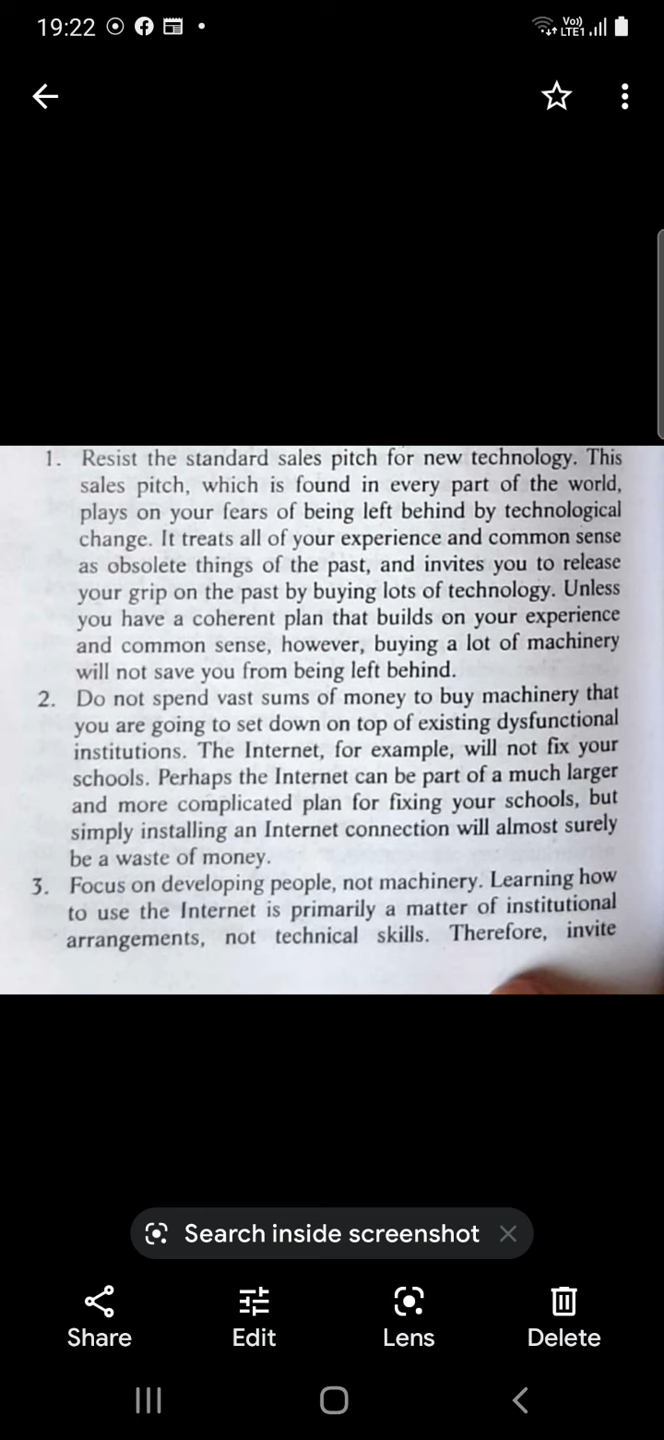 19:22
Vo))
LTE1
1. Resist the standard sales pitch for new technology. This
sales pitch, which is found in every part of the world,
plays on your fears of being left behind by technological
change. It treats all of your experience and common sense
as obsolete things of the past, and invites you to release
your grip on the past by buying lots of technology. Unless
you have a coherent plan that builds on your experience
and common sense, however, buying a lot of machinery
will not save you from being left behind.
2. Do not spend vast sums of money to buy machinery that
you are going to set down on top of existing dysfunctional
institutions. The Internet, for example, will not fix your
schools. Perhaps the Internet can be part of a much larger
and more complicated plan for fixing your schools, but
simply installing an Internet connection will almost surely
be a waste of money.
3. Focus on developing people, not machinery. Learning how
to use the Internet is primarily a matter of institutional
arrangements, not technical skills. Therefore, invite
Search inside screenshot
Share Edit Lens Delete